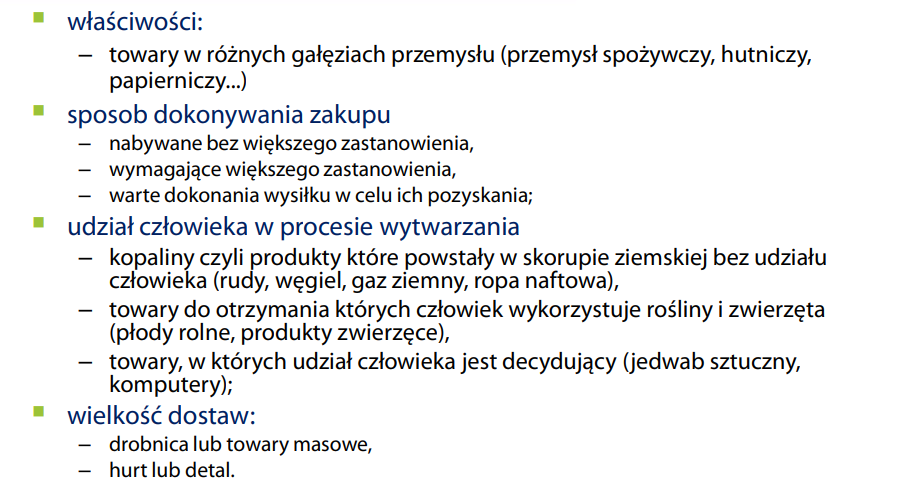 właściwości:
– towary w różnych gałęziach przemysłu (przemysł spożywczy, hutniczy,
papierniczy...)
sposob dokonywania zakupu
– nabywane bez większego zastanowienia,
– wymagające większego zastanowienia,
– warte dokonania wysiłku w celu ich pozyskania;
udział człowieka w procesie wytwarzania
– kopaliny czyli produkty które powstały w skorupie ziemskiej bez udziału
człowieka (rudy, węgiel, gaz ziemny, ropa naftowa),
– towary do otrzymania których człowiek wykorzystuje rośliny i zwierzęta
(płody rolne, produkty zwierzęce),
– towary, w których udział człowieka jest decydujący (jedwab sztuczny,
komputery);
wielkość dostaw:
– drobnica lub towary masowe,
– hurt lub detal.